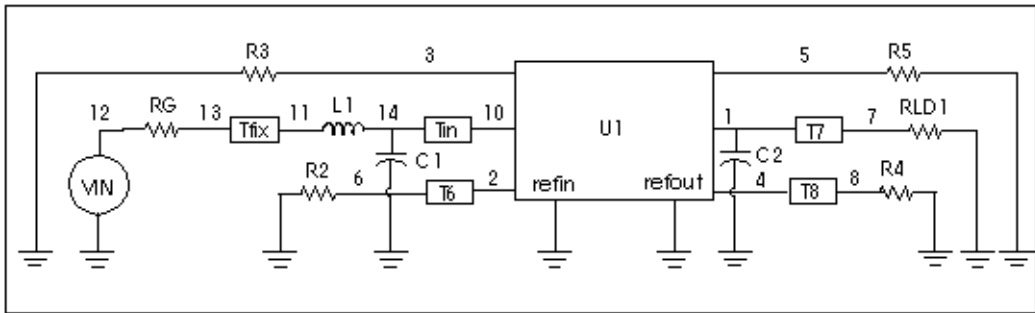 R3 3 5 R5
12 RG 13 11 L1 14 10 1 7 RLD1
Tfix Tin U1 T7
C1 C2
VIN R2 6 2 refin refout 4 8 R4
T6 T8